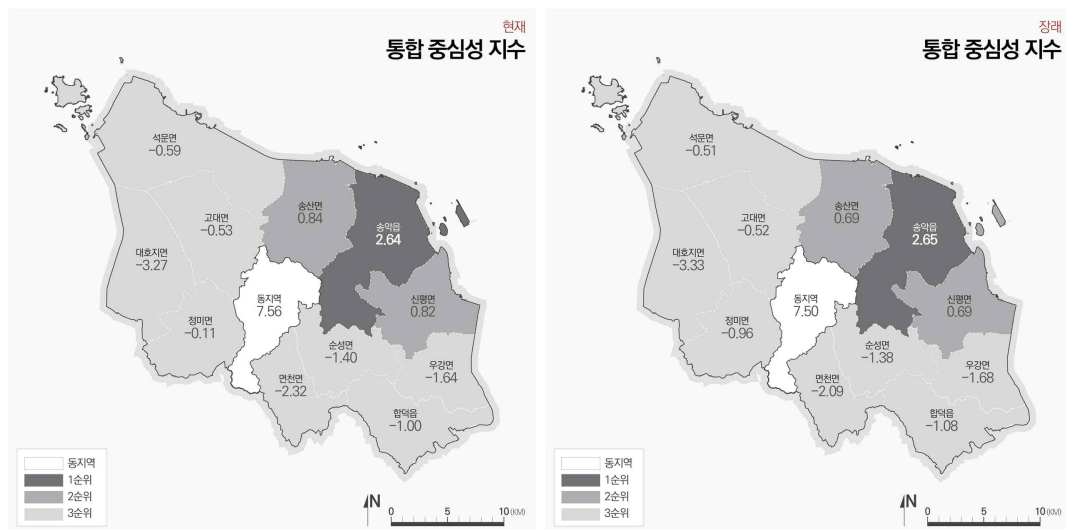 현재
통합 중심성 지수
석문면
−0.59
송산면
0.84
송악읍
2.64
고대면
−0.53
대호지면
−3.27
동지역
7.56
신평면
0.82
정미면
−0.11
순성면
−1.40
우강면
−1.64
면천면
−2.32
합덕읍
−1.00
동지역
1순위
2순위
3순위
N
0 5 10 (KM)
장래
통합 중심성 지수
석문면
−0.51
송산면
0.69
송악읍
2.65
고대면
−0.52
대호지면
−3.33
동지역
7.50
신평면
0.69
정미면
−0.96
순성면
−1.38
우강면
−1.68
면천면
−2.09
합덕읍
−1.08
동지역
1순위
2순위
3순위
N
0 5 10 (KM)